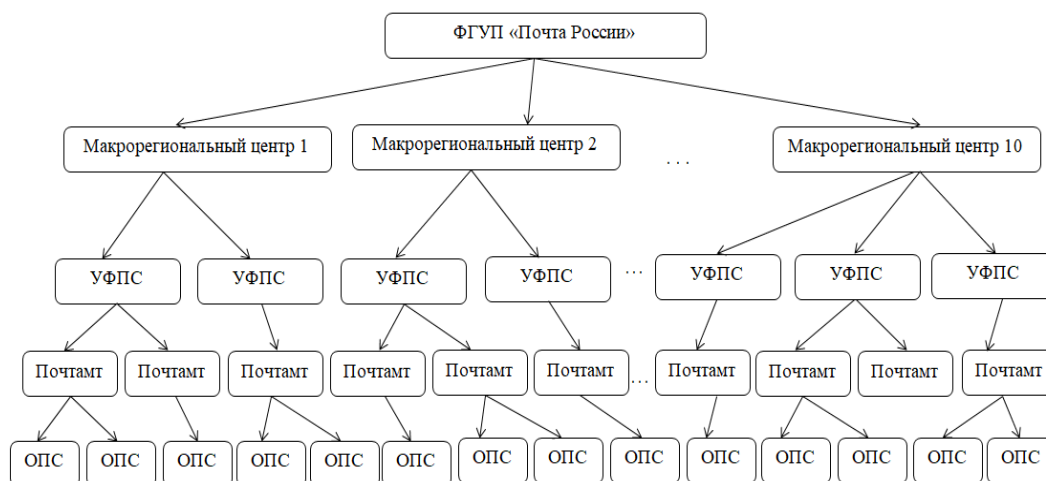 ФГУП «Почта России»
Макрорегиональный центр 1
Макрорегиональный центр 2
. . .
Макрорегиональный центр 10
УФПС
УФПС
УФПС
УФПС
...
УФПС
УФПС
УФПС
Почтамт
Почтамт
Почтамт
Почтамт
Почтамт
Почтамт
...
Почтамт
Почтамт
Почтамт
Почтамт
ОПС
ОПС
ОПС
ОПС
ОПС
ОПС
ОПС
ОПС
ОПС
ОПС
ОПС
ОПС
ОПС
ОПС